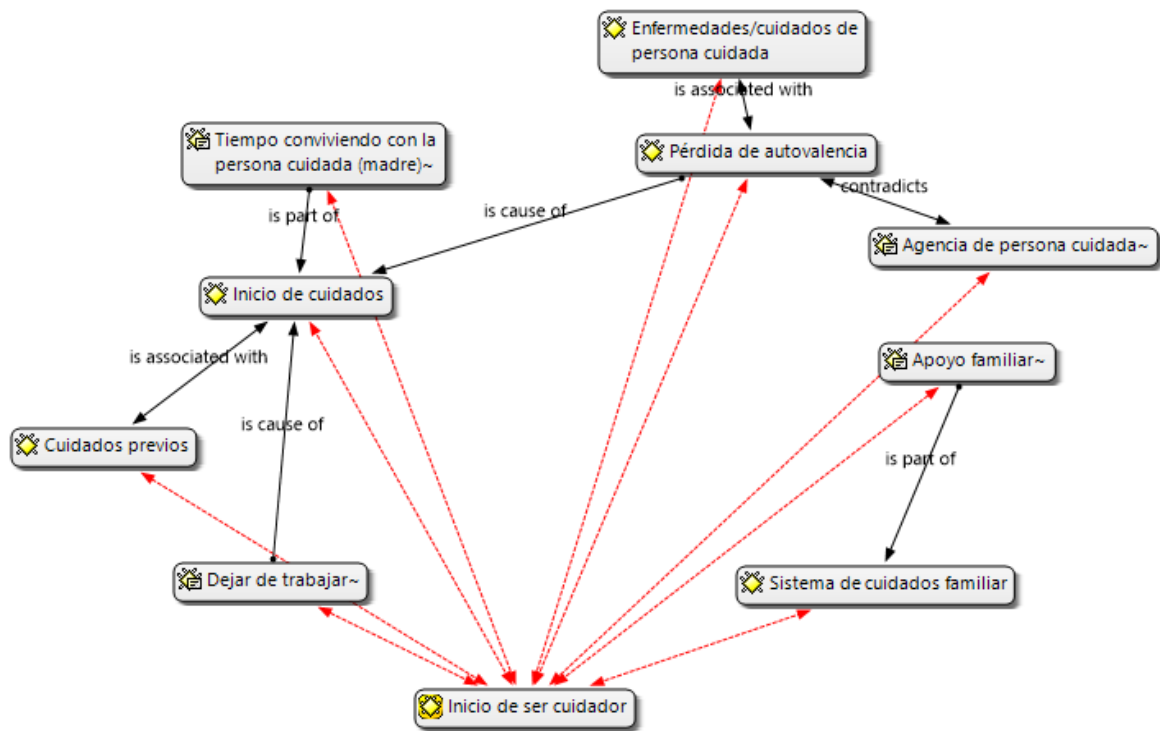 Enfermedades/cuidados de
persona cuidada
is associated with
Tiempo conviviendo con la
persona cuidada (madre)~
Pérdida de autovalencia
contradicts
is part of
is cause of
Agencia de persona cuidada~
Inicio de cuidados
is associated with
Apoyo familiar~
is cause of
Cuidados previos
is part of
Dejar de trabajar~
Sistema de cuidados familiar
Inicio de ser cuidador